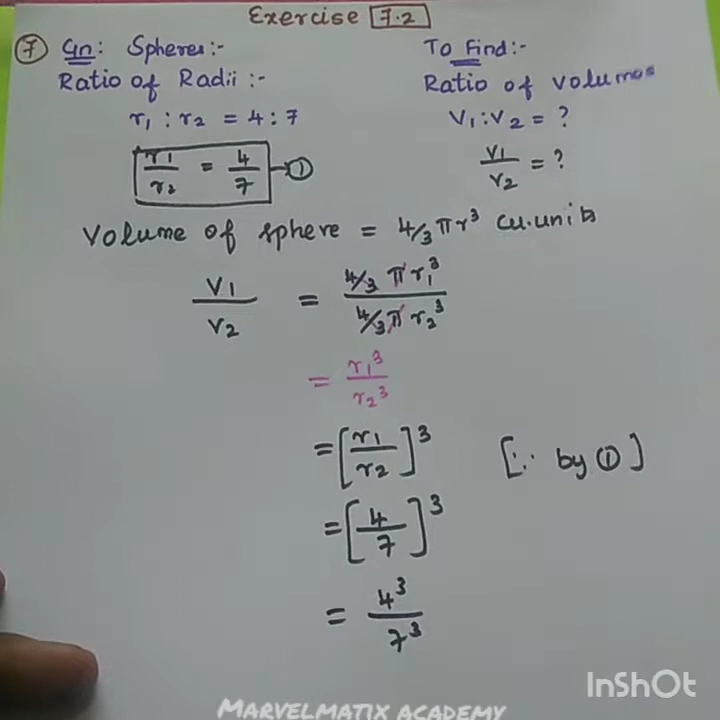 Exercise 7.2
⑦ Gn: Spheres:-
Ratio of Radii:-
r₁ : r₂ = 4 : 7
r₁/r₂ = 4/7 → ①
To Find:-
Ratio of volumes
V₁ : V₂ = ?
V₁/V₂ = ?
Volume of sphere = 4/3 πr³ cu.units
V₁/V₂ = 4/3 πr₁³ / 4/3 πr₂³
= r₁³/r₂³
= [r₁/r₂]³ [∵ by ①]
= [4/7]³
= 4³/7³
InShOt
MARVELMATIX ACADEMY